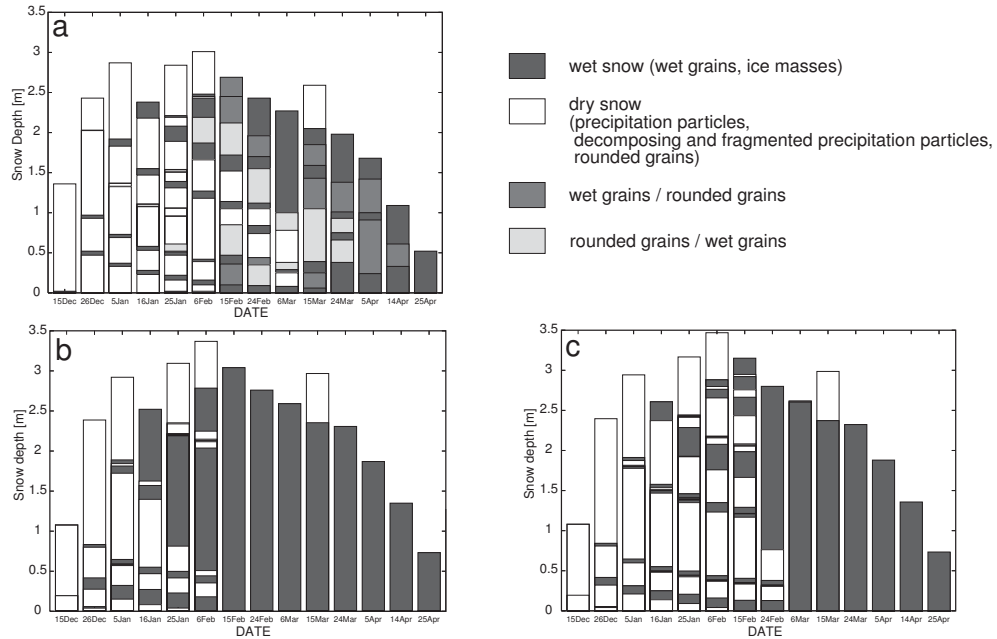 a
Snow Depth [m]
3.5
3
2.5
2
1.5
1
0.5
0
15Dec 26Dec 5Jan 16Jan 25Jan 6Feb 15Feb 24Feb 6Mar 15Mar 24Mar 5Apr 14Apr 25Apr
DATE
wet snow (wet grains, ice masses)
dry snow
(precipitation particles,
decomposing and fragmented precipitation particles,
rounded grains)
wet grains / rounded grains
rounded grains / wet grains
b
Snow depth [m]
3.5
3
2.5
2
1.5
1
0.5
0
15Dec 26Dec 5Jan 16Jan 25Jan 6Feb 15Feb 24Feb 6Mar 15Mar 24Mar 5Apr 14Apr 25Apr
DATE
c
Snow depth [m]
3.5
3
2.5
2
1.5
1
0.5
0
15Dec 26Dec 5Jan 16Jan 25Jan 6Feb 15Feb 24Feb 6Mar 15Mar 24Mar 5Apr 14Apr 25Apr
DATE